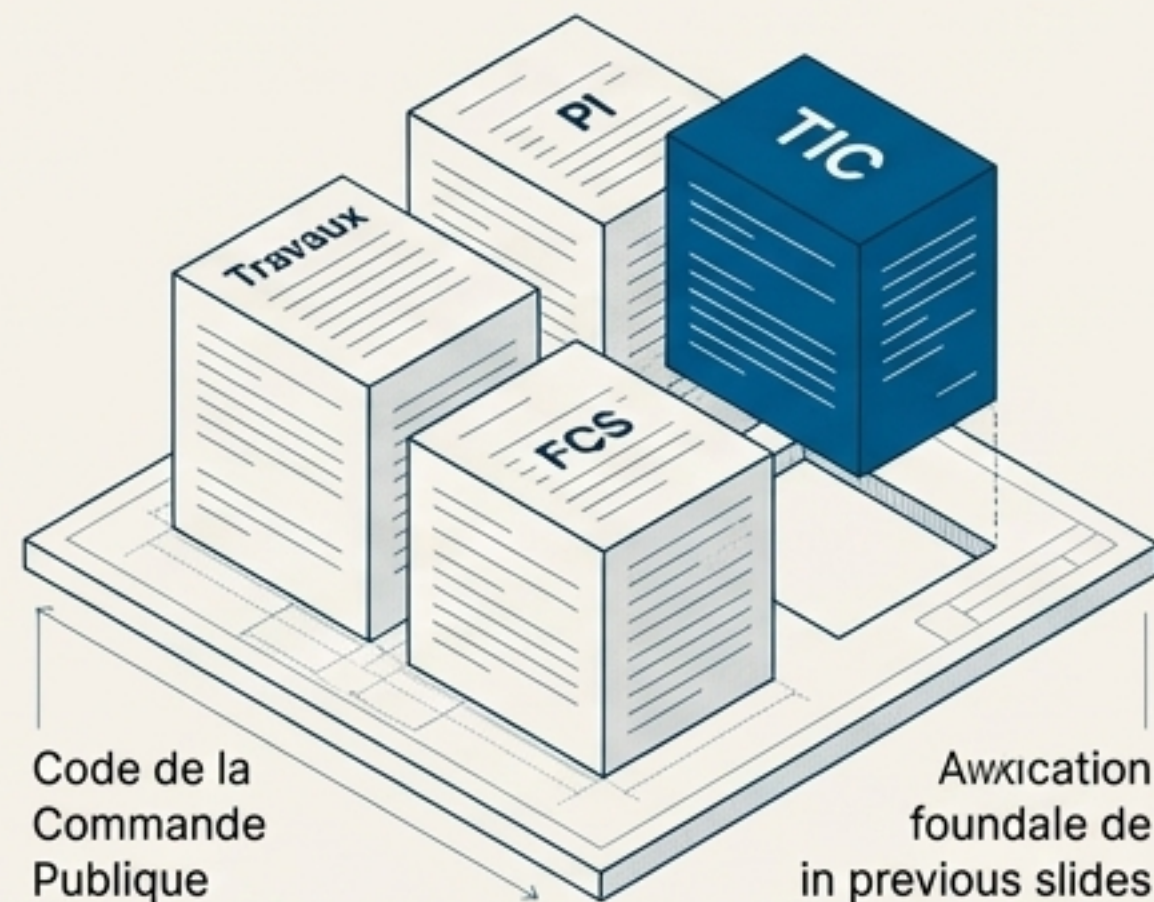 PI
TIC
Travaux
FCS
Code de la
Commande
Publique
foundale de
in previous slides